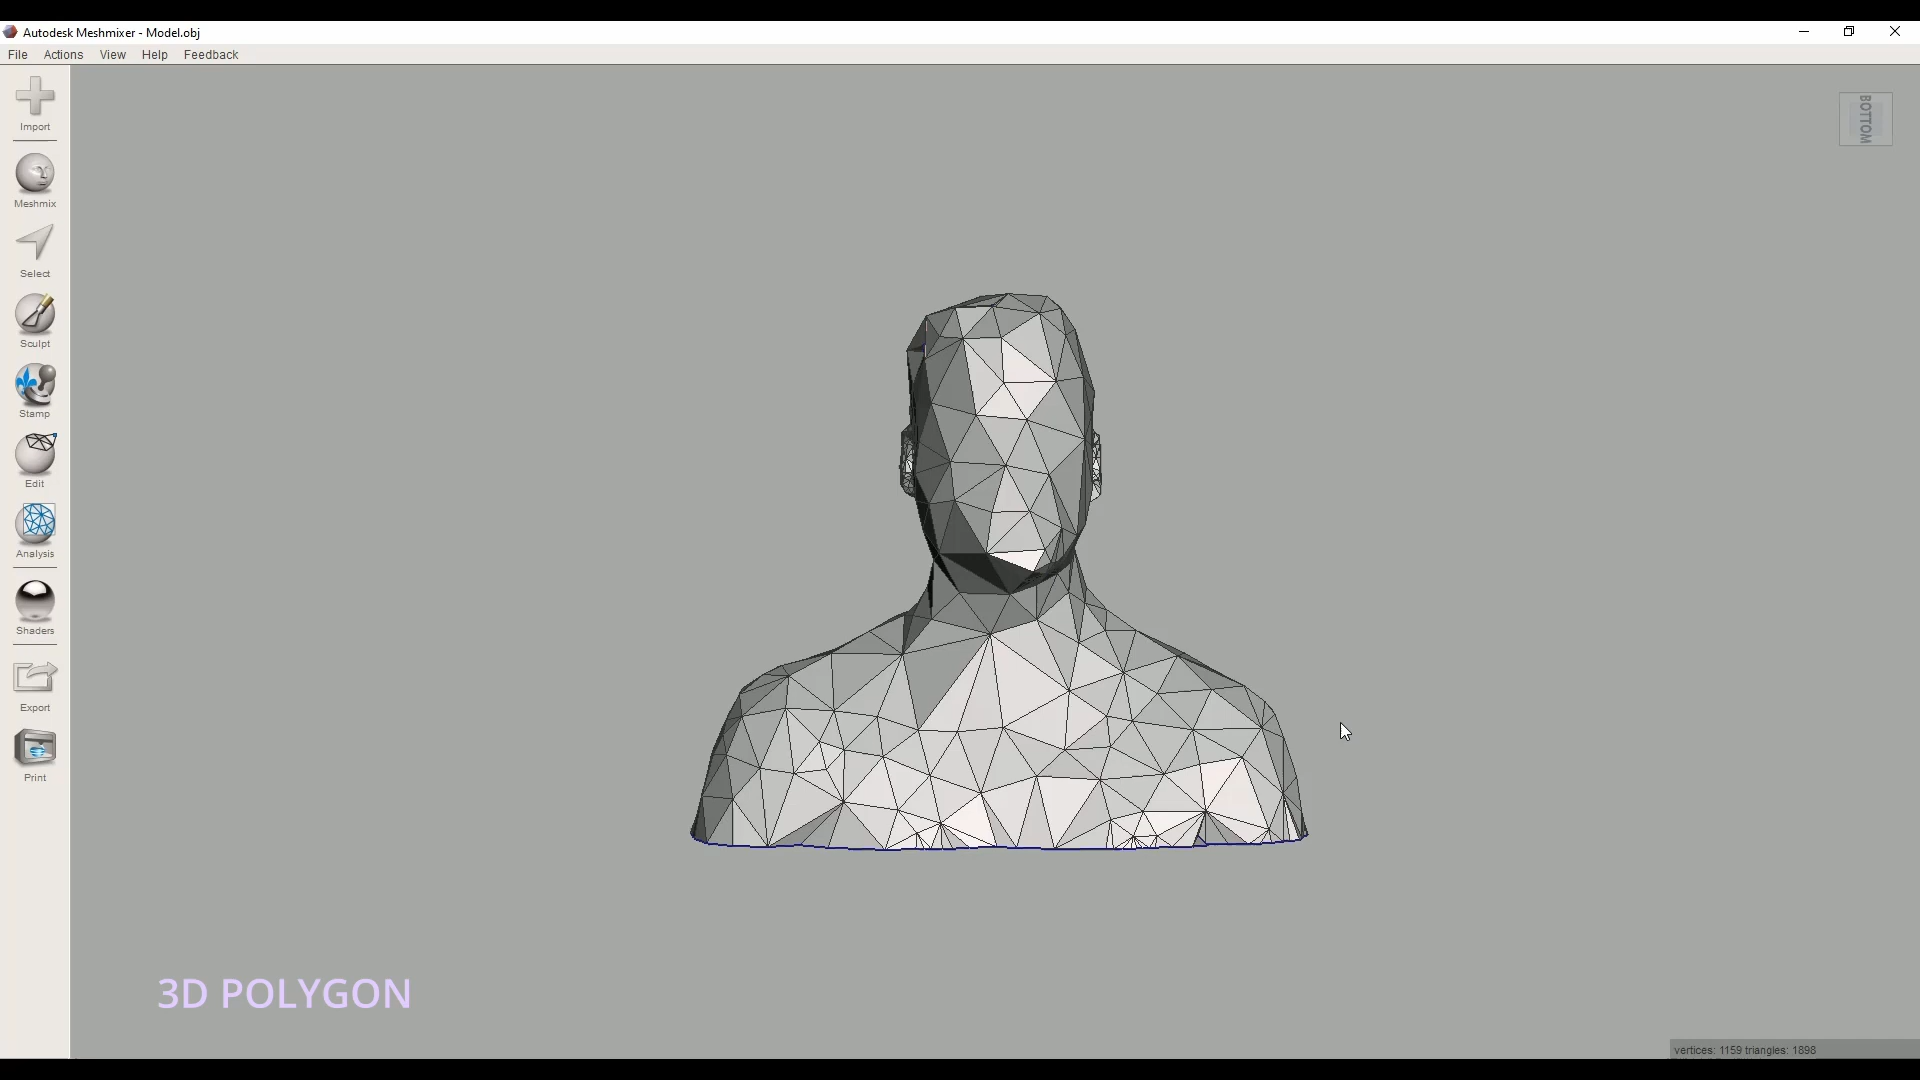 Autodesk Meshmixer - Model.obj
File Actions View Help Feedback
Import
Meshmix
Select
Sculpt
Stamp
Edit
Analysis
Shaders
Export
Print
BOTTOM
3D POLYGON
vertices: 1159 triangles: 1898